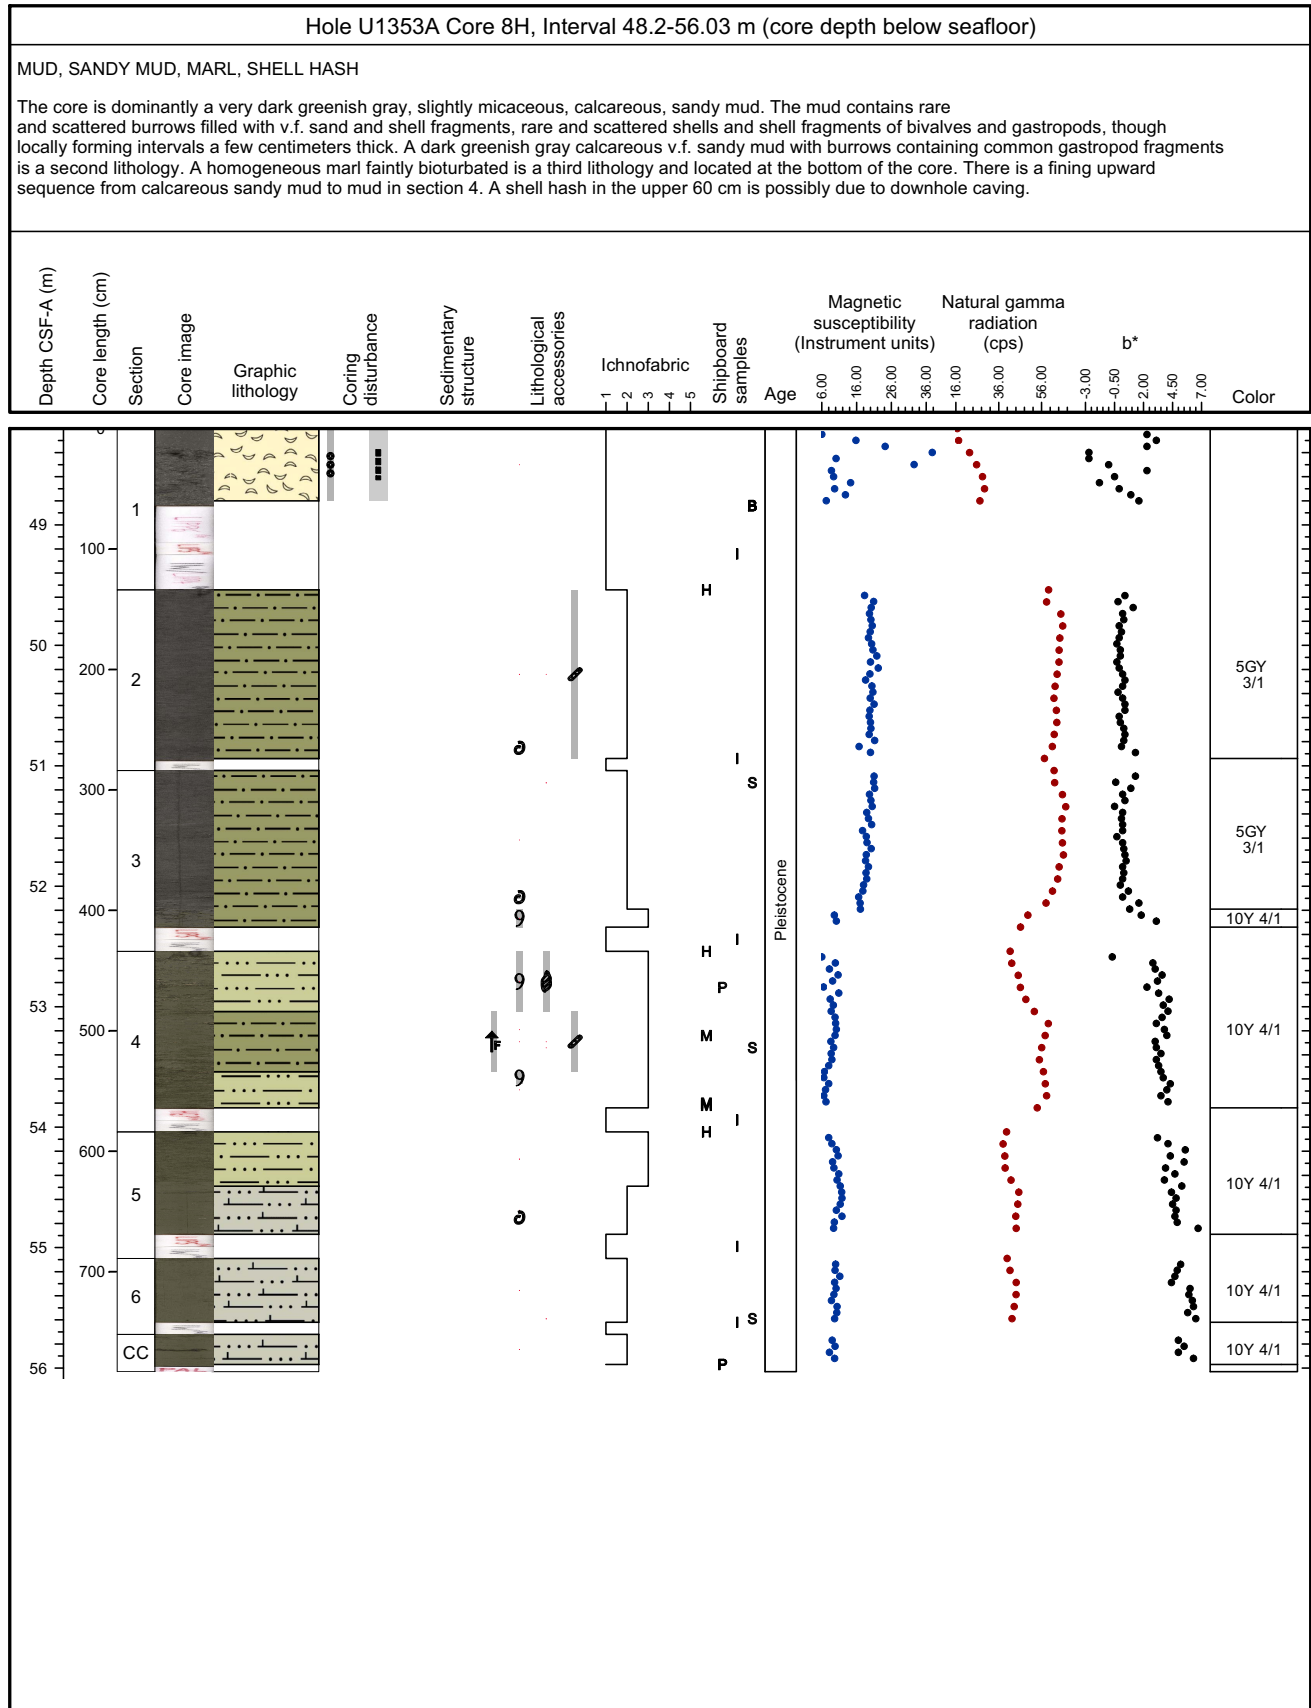 Hole U1353A Core 8H, Interval 48.2-56.03 m (core depth below seafloor)
MUD, SANDY MUD, MARL, SHELL HASH
The core is dominantly a very dark greenish gray, slightly micaceous, calcareous, sandy mud. The mud contains rare
and scattered burrows filled with v.f. sand and shell fragments, rare and scattered shells and shell fragments of bivalves and gastropods, though
locally forming intervals a few centimeters thick. A dark greenish gray calcareous v.f. sandy mud with burrows containing common gastropod fragments
is a second lithology. A homogeneous marl faintly bioturbated is a third lithology and located at the bottom of the core. There is a fining upward
sequence from calcareous sandy mud to mud in section 4. A shell hash in the upper 60 cm is possibly due to downhole caving.
Depth CSF-A (m)
Core length (cm)
Section
Core image
Graphic
lithology
Coring
disturbance
Sedimentary
structure
Lithological
accessories
Ichnofabric
1 2 3 4 5
Shipboard
samples
Age
Magnetic
susceptibility
(Instrument units)
6.00 16.00 26.00 36.00
Natural gamma
radiation
(cps)
16.00 36.00 56.00
b*
-3.00 -0.50 2.00 4.50 7.00
Color
0
1
B
49
100
I
H
50
200
2
5GY
3/1
51
I
S
300
3
5GY
3/1
52
400
10Y 4/1
Pleistocene
I
H
P
53
500
4
F
M
S
10Y 4/1
M
54
I
H
600
5
10Y 4/1
55
I
700
6
10Y 4/1
S
I
CC
10Y 4/1
56
P
PAL